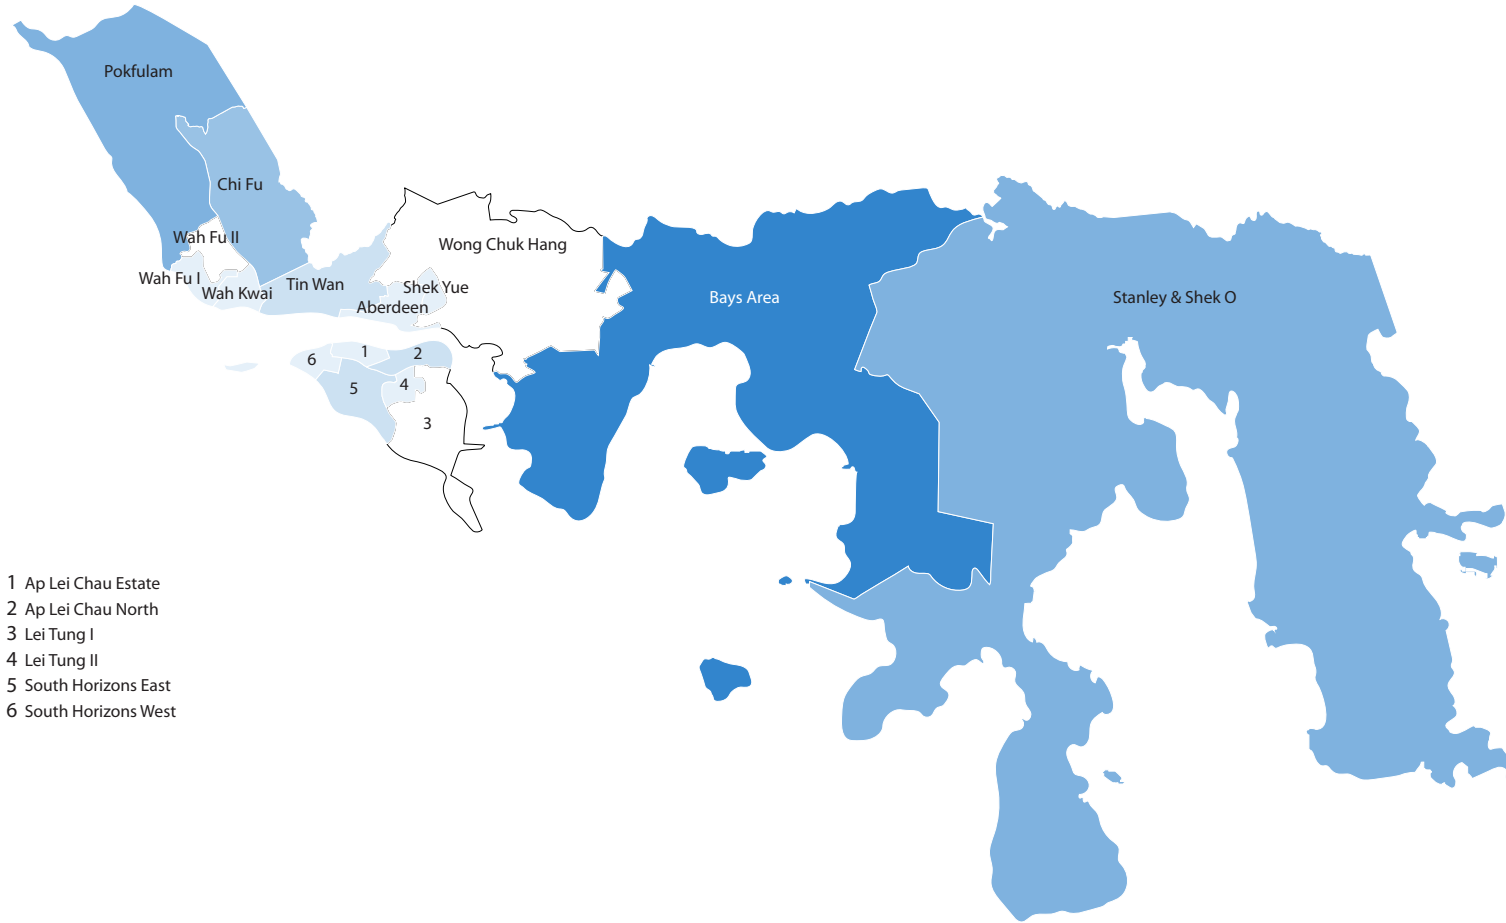 Pokfulam
Chi Fu
Wah Fu II
Wong Chuk Hang
Wah Fu I
Wah Kwai
Tin Wan
Shek Yue
Aberdeen
Bays Area
Stanley & Shek O
1
2
6
5
4
3
1 Ap Lei Chau Estate
2 Ap Lei Chau North
3 Lei Tung I
4 Lei Tung II
5 South Horizons East
6 South Horizons West